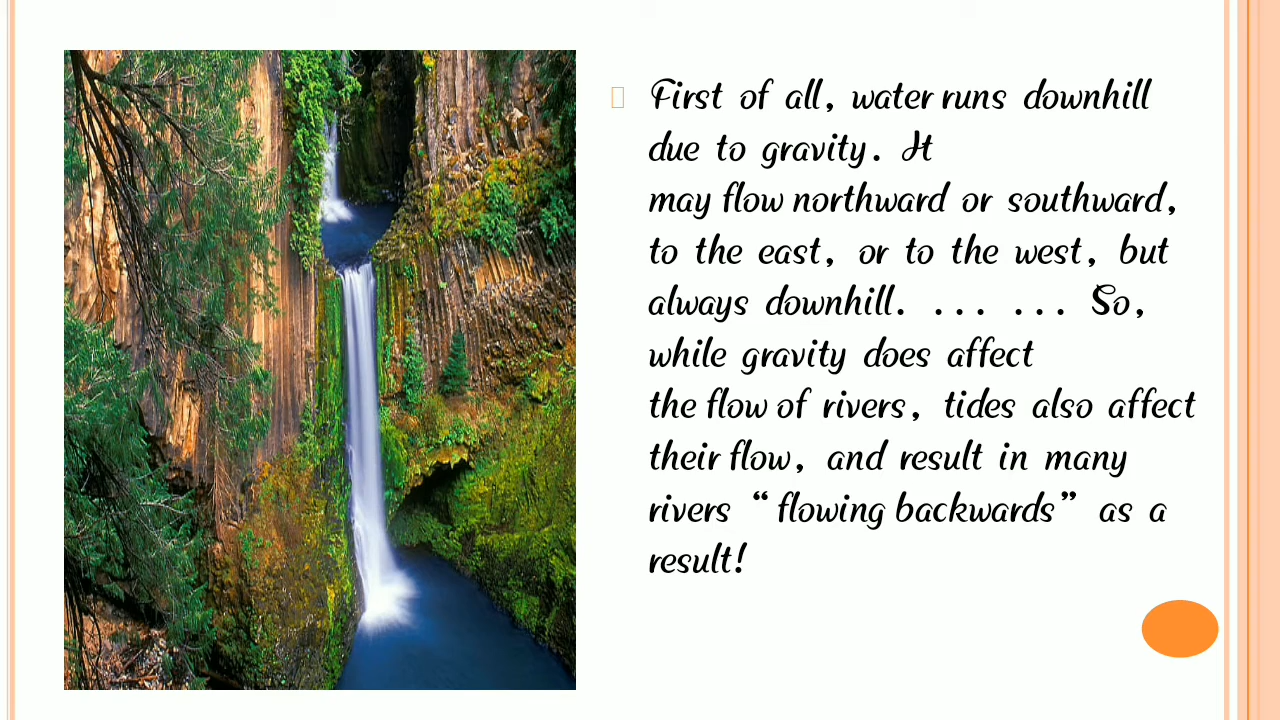 First of all, water runs downhill
due to gravity. It
may flow northward or southward,
to the east, or to the west, but
always downhill. ... ... So,
while gravity does affect
the flow of rivers, tides also affect
their flow, and result in many
rivers “flowing backwards” as a
result!